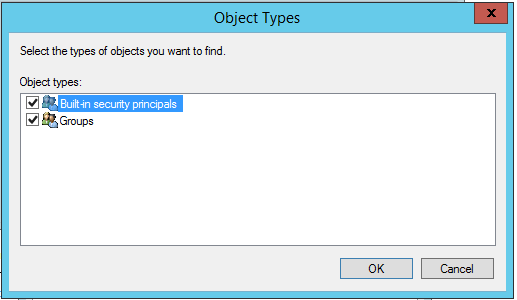 Object Types
x
Select the types of objects you want to find.
Object types:
Built-in security principals
Groups
OK
Cancel